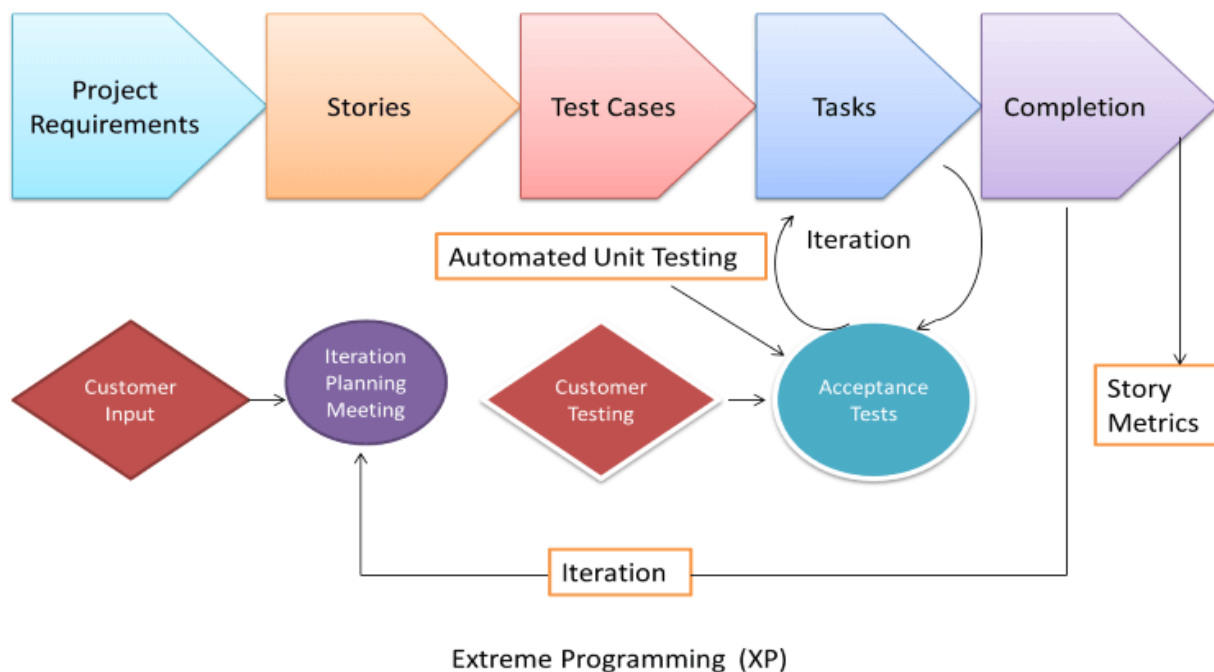 Project
Requirements
Stories
Test Cases
Tasks
Completion
Automated Unit Testing
Iteration
Customer
Input
Iteration
Planning
Meeting
Customer
Testing
Acceptance
Tests
Story
Metrics
Iteration
Extreme Programming (XP)